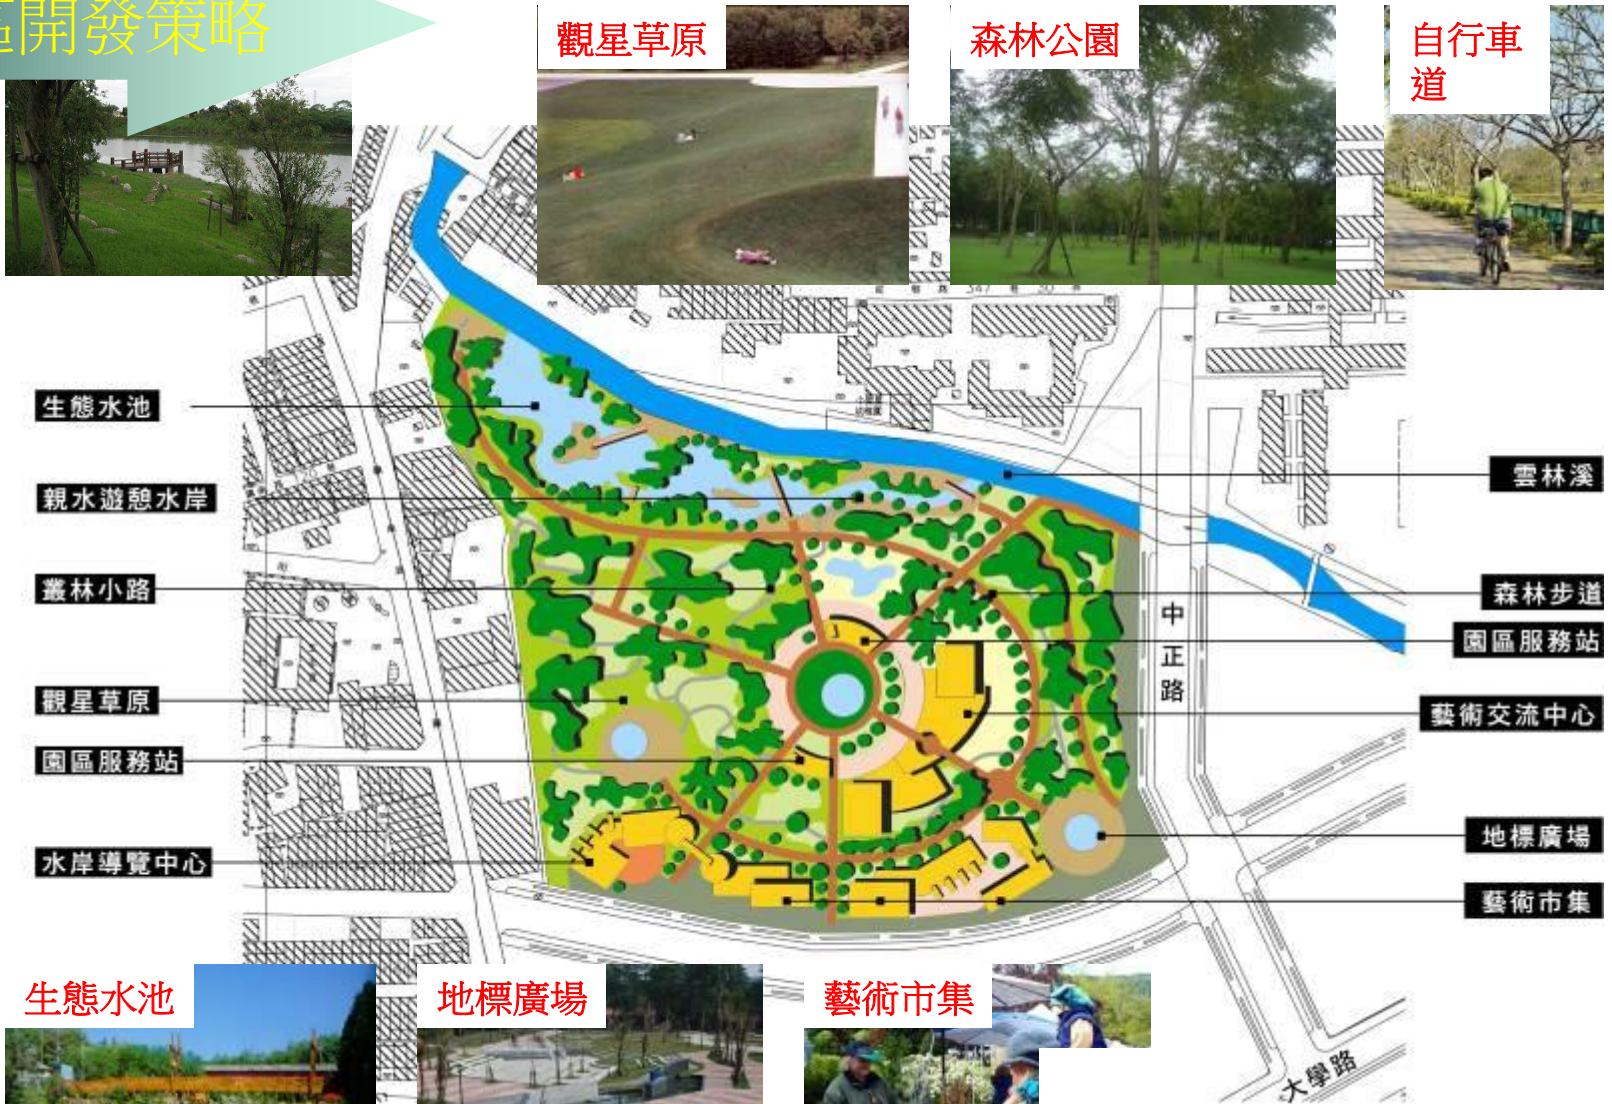 區開發策略
觀星草原
森林公園
自行車
道
生態水池
親水遊憩水岸
叢林小路
觀星草原
園區服務站
水岸導覽中心
雲林溪
森林步道
園區服務站
藝術交流中心
地標廣場
藝術市集
中正路
大學路
生態水池
地標廣場
藝術市集